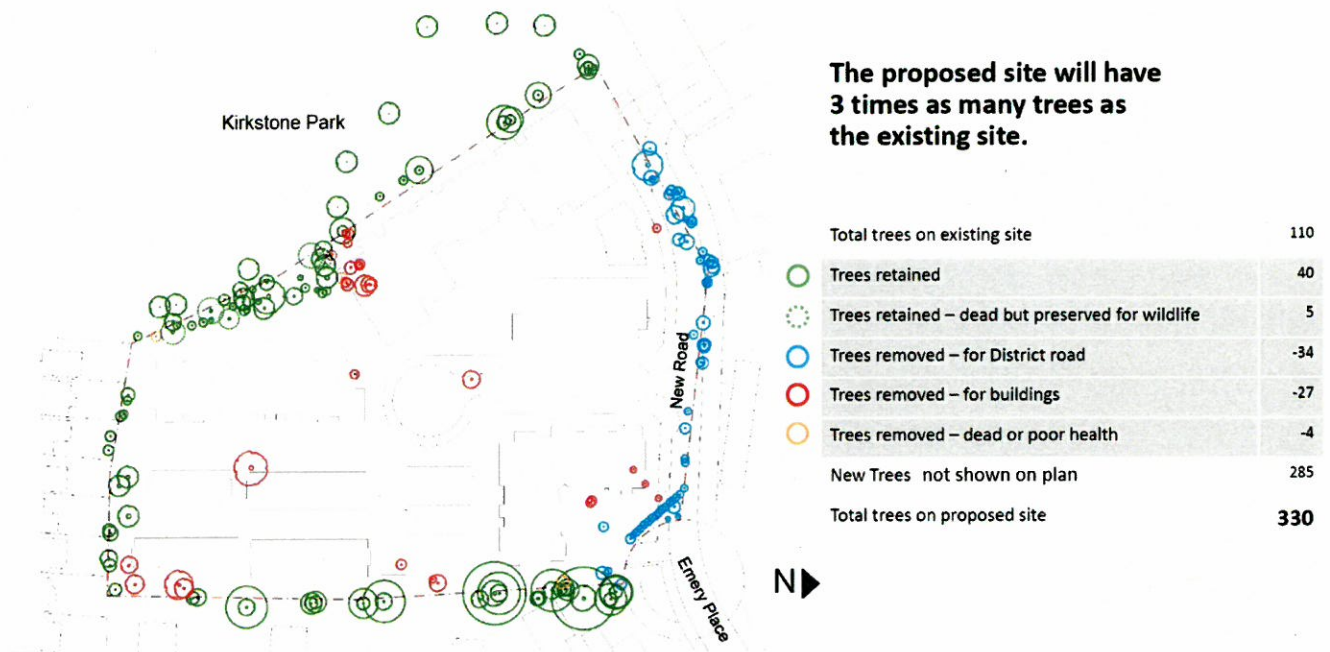 Kirkstone Park
New Road
Emery Place
N
The proposed site will have
3 times as many trees as
the existing site.
Total trees on existing site 110
Trees retained 40
Trees retained – dead but preserved for wildlife 5
Trees removed – for District road -34
Trees removed – for buildings -27
Trees removed – dead or poor health -4
New Trees not shown on plan 285
Total trees on proposed site 330